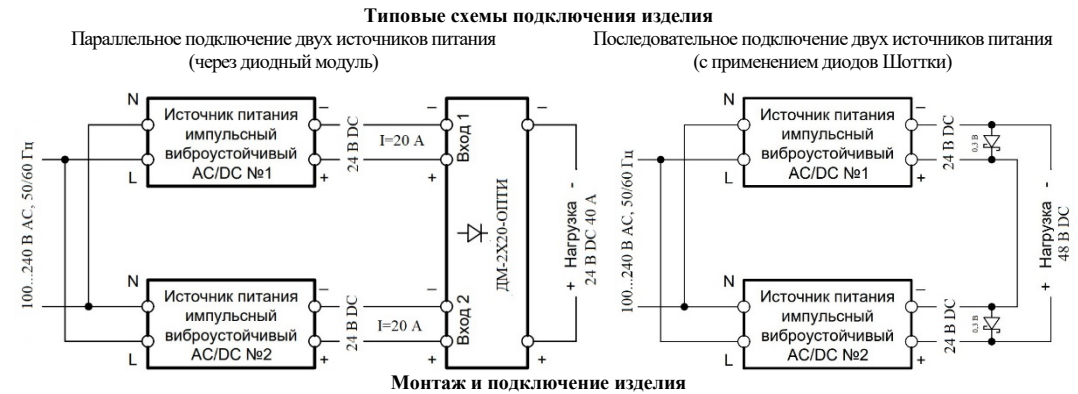 Типовые схемы подключения изделия
Параллельное подключение двух источников питания
(через диодный модуль)
Последовательное подключение двух источников питания
(с применением диодов Шоттки)
100...240 В AC, 50/60 Гц
N
L
Источник питания
импульсный
виброустойчивый
AC/DC №1
–
+
24 В DC
I=20 А
–
+
Вход 1
N
L
Источник питания
импульсный
виброустойчивый
AC/DC №2
–
+
24 В DC
I=20 А
–
+
Вход 2
ДМ-2Х20-ОПТИ
–
+
+ Нагрузка -
24 В DC 40 А
100...240 В AC, 50/60 Гц
N
L
Источник питания
импульсный
виброустойчивый
AC/DC №1
–
+
24 В DC
0,3 В
N
L
Источник питания
импульсный
виброустойчивый
AC/DC №2
–
+
24 В DC
0,3 В
+ Нагрузка -
48 В DC
Монтаж и подключение изделия